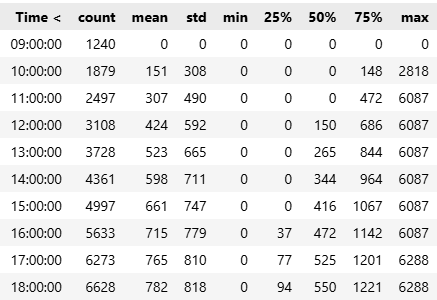 Time < count mean std min 25% 50% 75% max
09:00:00 1240 0 0 0 0 0 0 0
10:00:00 1879 151 308 0 0 0 148 2818
11:00:00 2497 307 490 0 0 0 472 6087
12:00:00 3108 424 592 0 0 150 686 6087
13:00:00 3728 523 665 0 0 265 844 6087
14:00:00 4361 598 711 0 0 344 964 6087
15:00:00 4997 661 747 0 0 416 1067 6087
16:00:00 5633 715 779 0 37 472 1142 6087
17:00:00 6273 765 810 0 77 525 1201 6288
18:00:00 6628 782 818 0 94 550 1221 6288